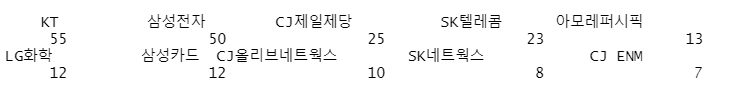 KT 삼성전자 CJ제일제당 SK텔레콤 아모레퍼시픽
55 50 25 23 13
LG화학 삼성카드 CJ올리브네트웍스 SK네트웍스 CJ ENM
12 12 10 8 7